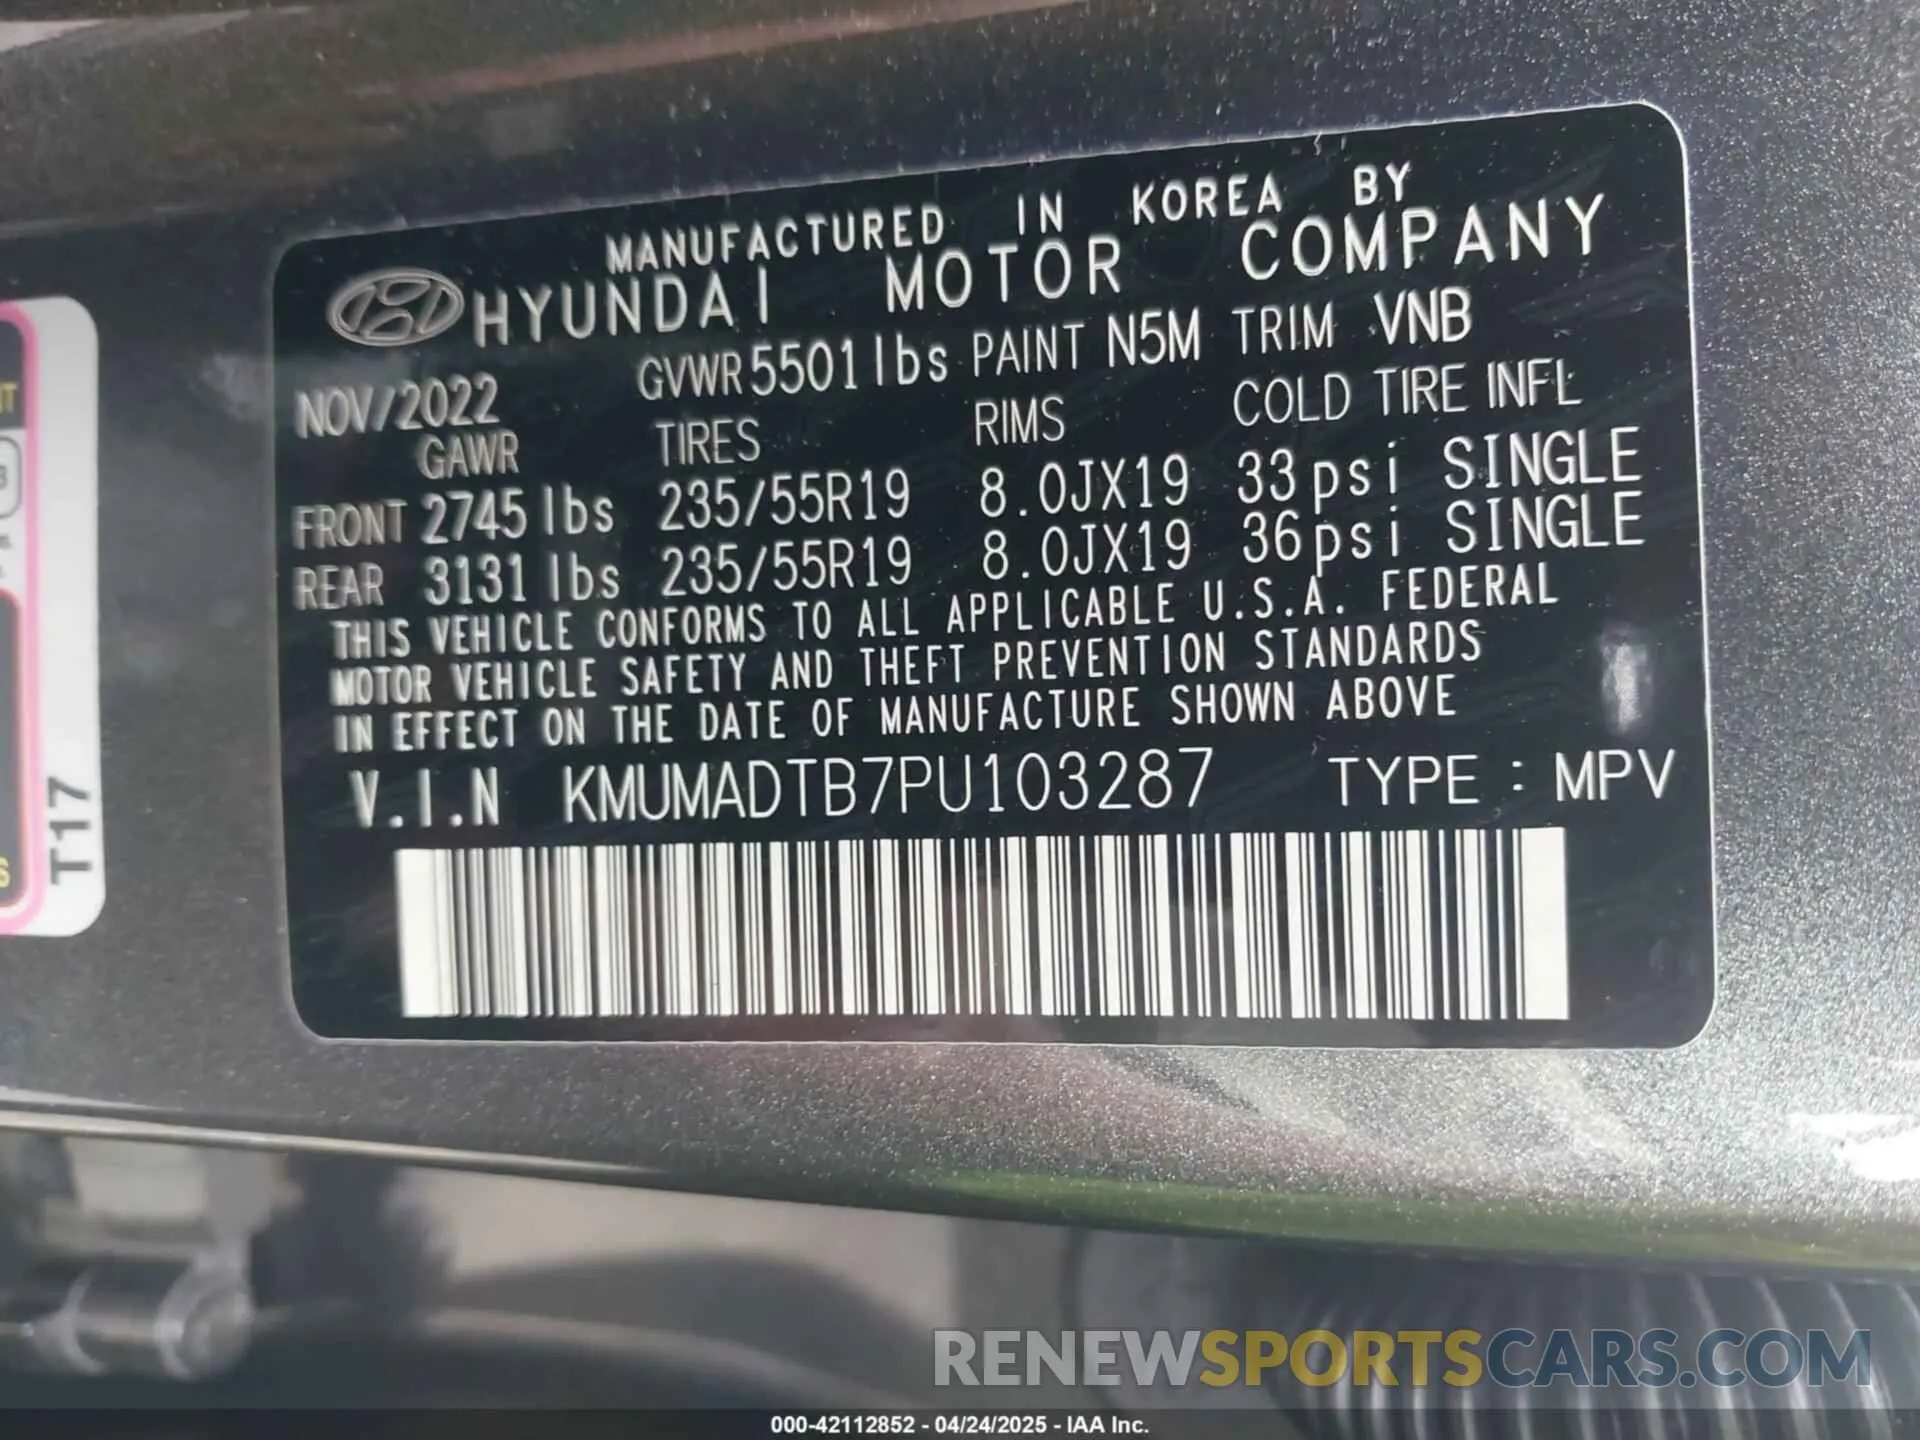 MANUFACTURED IN KOREA BY
HYUNDAI MOTOR COMPANY
NOV/2022 GVWR 5501 lbs PAINT N5M TRIM VNB
GAWR TIRES RIMS COLD TIRE INFL
FRONT 2745 lbs 235/55R19 8.0JX19 33psi SINGLE
REAR 3131 lbs 235/55R19 8.0JX19 36psi SINGLE
THIS VEHICLE CONFORMS TO ALL APPLICABLE U.S.A. FEDERAL
MOTOR VEHICLE SAFETY AND THEFT PREVENTION STANDARDS
IN EFFECT ON THE DATE OF MANUFACTURE SHOWN ABOVE
V.I.N KMUMADTB7PU103287 TYPE : MPV
T17
RENEWSPORTSCARS.COM
000-42112852 - 04/24/2025 - IAA Inc.